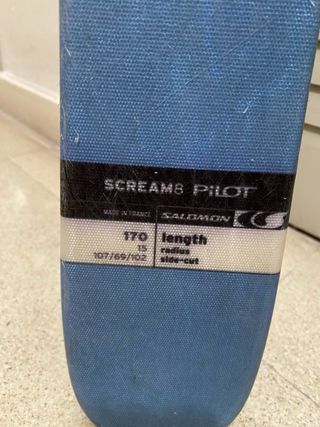 SCREAM8 PILOT
MADE IN FRANCE SALOMON
170 length
15 radius
107/69/102 side-cut